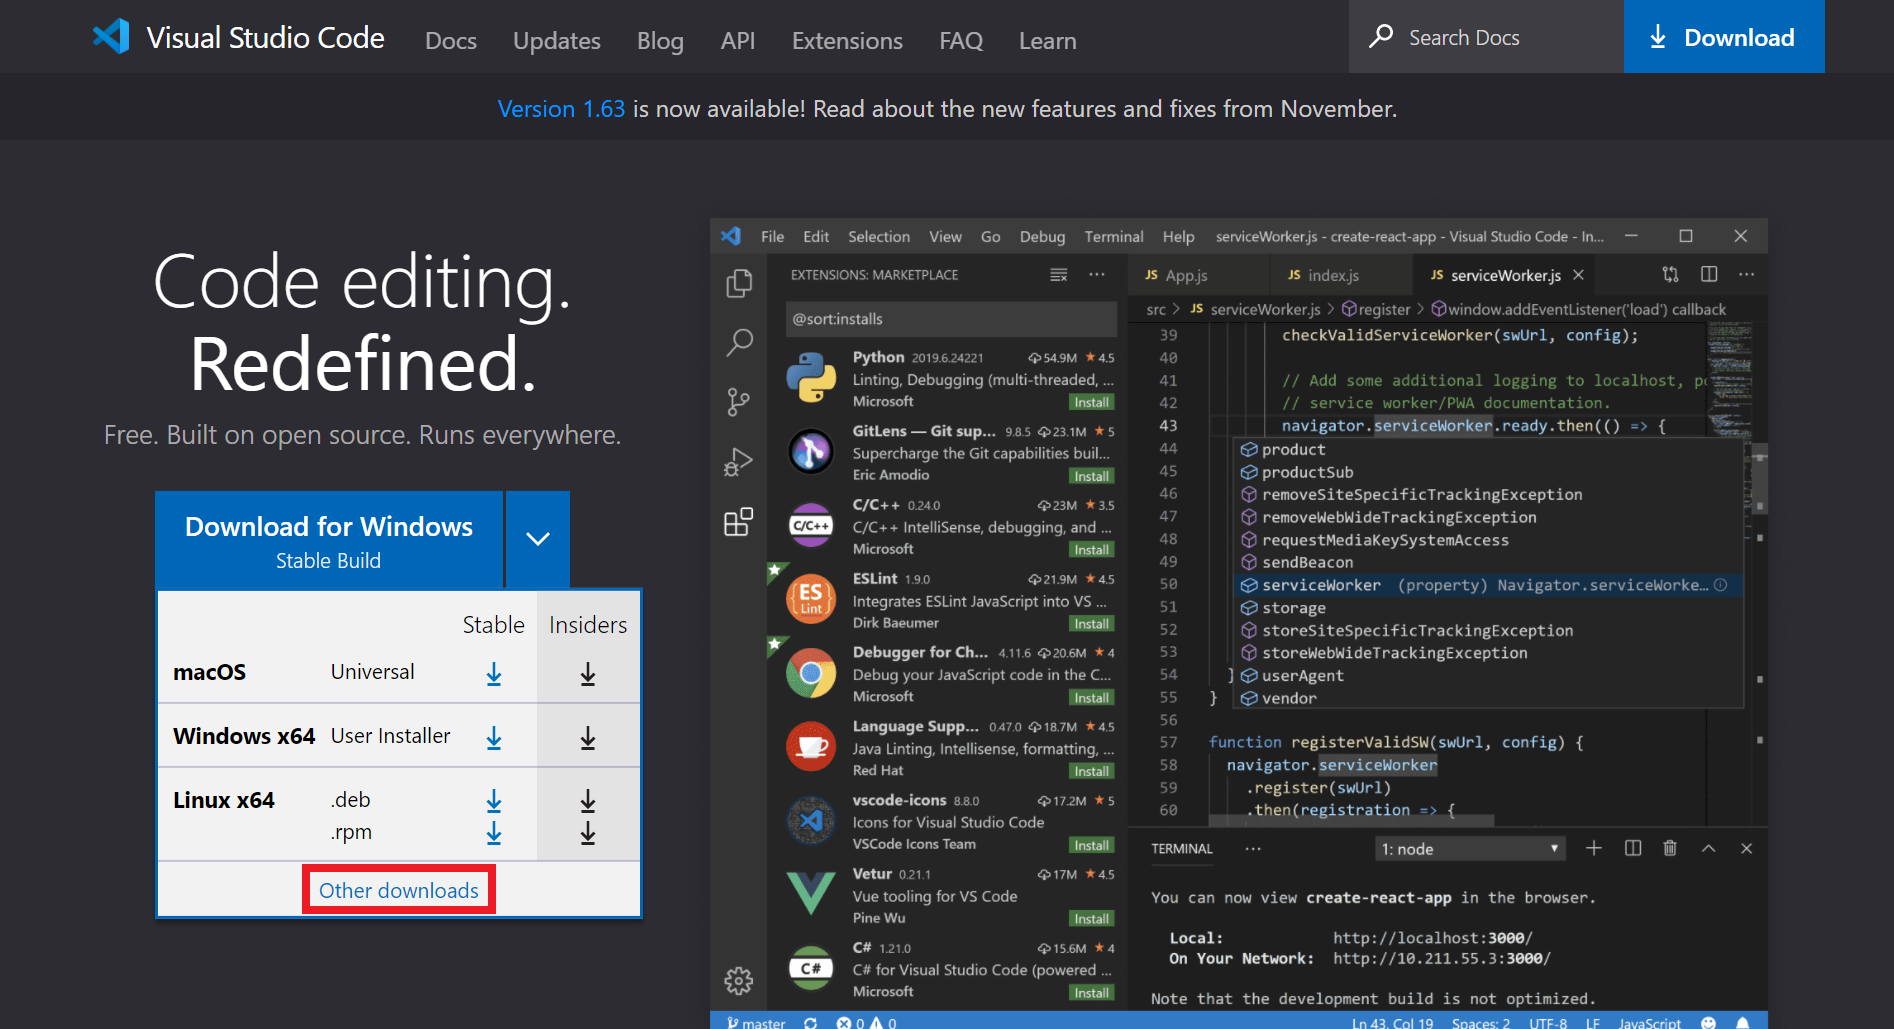 Visual Studio Code Docs Updates Blog API Extensions FAQ Learn Search Docs Download
Version 1.63 is now available! Read about the new features and fixes from November.
Code editing.
Redefined.
Free. Built on open source. Runs everywhere.
Download for Windows
Stable Build
Stable Insiders
macOS Universal
Windows x64 User Installer
Linux x64 .deb
.rpm
Other downloads
File Edit Selection View Go Debug Terminal Help serviceWorker.js - create-react-app - Visual Studio Code - In...
EXTENSIONS: MARKETPLACE
@sort:installs
Python 2019.6.24221 54.9M 4.5
Linting, Debugging (multi-threaded, ...
Microsoft Install
GitLens — Git sup... 9.8.5 23.1M 5
Supercharge the Git capabilities buil...
Eric Amodio Install
C/C++
C/C++ 0.24.0 23M 3.5
C/C++ IntelliSense, debugging, and ...
Microsoft Install
ES
Lint
ESLint 1.9.0 21.9M 4.5
Integrates ESLint JavaScript into VS ...
Dirk Baeumer Install
Debugger for Ch... 4.11.6 20.6M 4
Debug your JavaScript code in the C...
Microsoft Install
Language Supp... 0.47.0 18.7M 4.5
Java Linting, Intellisense, formatting, ...
Red Hat Install
vscode-icons 8.8.0 17.2M 5
Icons for Visual Studio Code
VSCode Icons Team Install
Vetur 0.21.1 17M 4.5
Vue tooling for VS Code
Pine Wu Install
C#
C# 1.21.0 15.6M 4
C# for Visual Studio Code (powered ...
Microsoft Install
JS App.js JS index.js JS serviceWorker.js
src > JS serviceWorker.js > register > window.addEventListener('load') callback
39 checkValidServiceWorker(swUrl, config);
40
41 // Add some additional logging to localhost, p
42 // service worker/PWA documentation.
43 navigator.serviceWorker.ready.then(() => {
44 product
45 productSub
46 removeSiteSpecificTrackingException
47 removeWebWideTrackingException
48 requestMediaKeySystemAccess
49 sendBeacon
50 serviceWorker (property) Navigator.serviceWorke...
51 storage
52 storeSiteSpecificTrackingException
53 storeWebWideTrackingException
54 } userAgent
55 } vendor
56
57 function registerValidSW(swUrl, config) {
58 navigator.serviceWorker
59 .register(swUrl)
60 .then(registration => {
TERMINAL ... 1: node
You can now view create-react-app in the browser.
Local: http://localhost:3000/
On Your Network: http://10.211.55.3:3000/
Note that the development build is not optimized.
master 0 0 Ln 43, Col 19 Spaces: 2 UTF-8 LF JavaScript